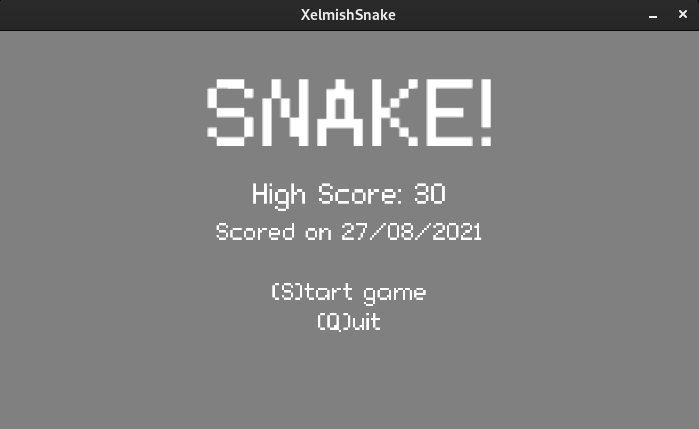 XelmishSnake
SNAKE!
High Score: 30
Scored on 27/08/2021
(S)tart game
(Q)uit